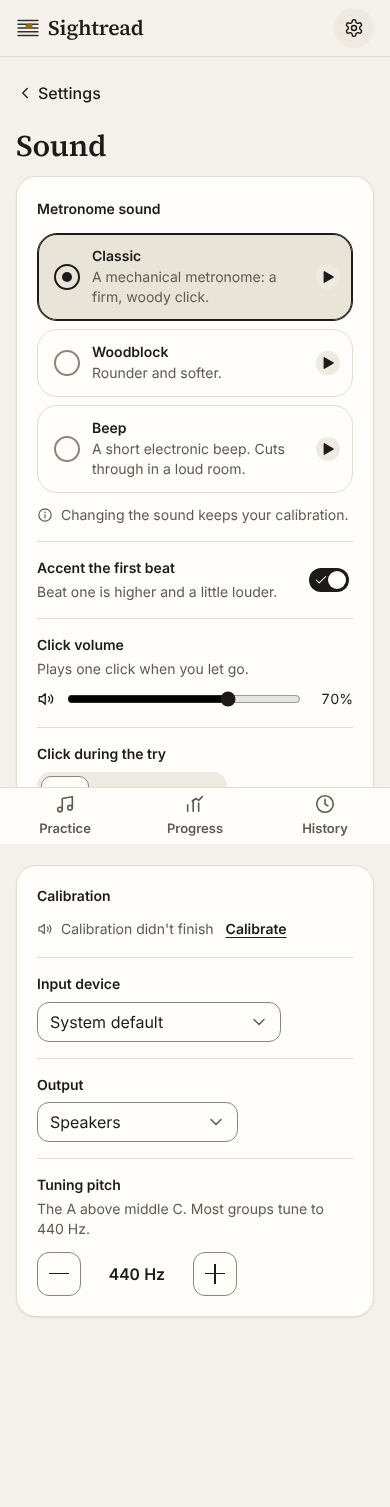 Sightread
Settings
Sound
Metronome sound
Classic
A mechanical metronome: a
firm, woody click.
Woodblock
Rounder and softer.
Beep
A short electronic beep. Cuts
through in a loud room.
Changing the sound keeps your calibration.
Accent the first beat
Beat one is higher and a little louder.
Click volume
Plays one click when you let go.
70%
Click during the try
Practice
Progress
History
Calibration
Calibration didn't finish Calibrate
Input device
System default
Output
Speakers
Tuning pitch
The A above middle C. Most groups tune to
440 Hz.
440 Hz